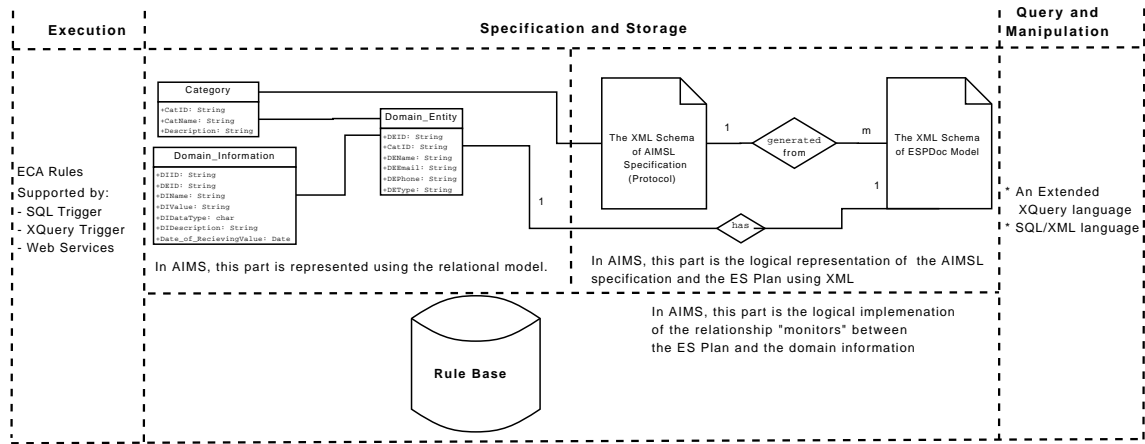 Execution
Specification and Storage
Query and
Manipulation
ECA Rules
Supported by:
- SQL Trigger
- XQuery Trigger
- Web Services
Category
+CatID: String
+CatName: String
+Description: String
Domain_Entity
+DEID: String
+CatID: String
+DEName: String
+DEEmail: String
+DEPhone: String
+DEType: String
Domain_Information
+DIID: String
+DEID: String
+DIName: String
+DIValue: String
+DIDataType: char
+DIDescription: String
+Date_of_RecievingValue: Date
In AIMS, this part is represented using the relational model.
The XML Schema
of AIMSL
Specification
(Protocol)
1
generated
from
m
The XML Schema
of ESPDoc Model
1
1
has
In AIMS, this part is the logical representation of the AIMSL
specification and the ES Plan using XML
* An Extended
XQuery language
* SQL/XML language
Rule Base
In AIMS, this part is the logical implemenation
of the relationship "monitors" between
the ES Plan and the domain information